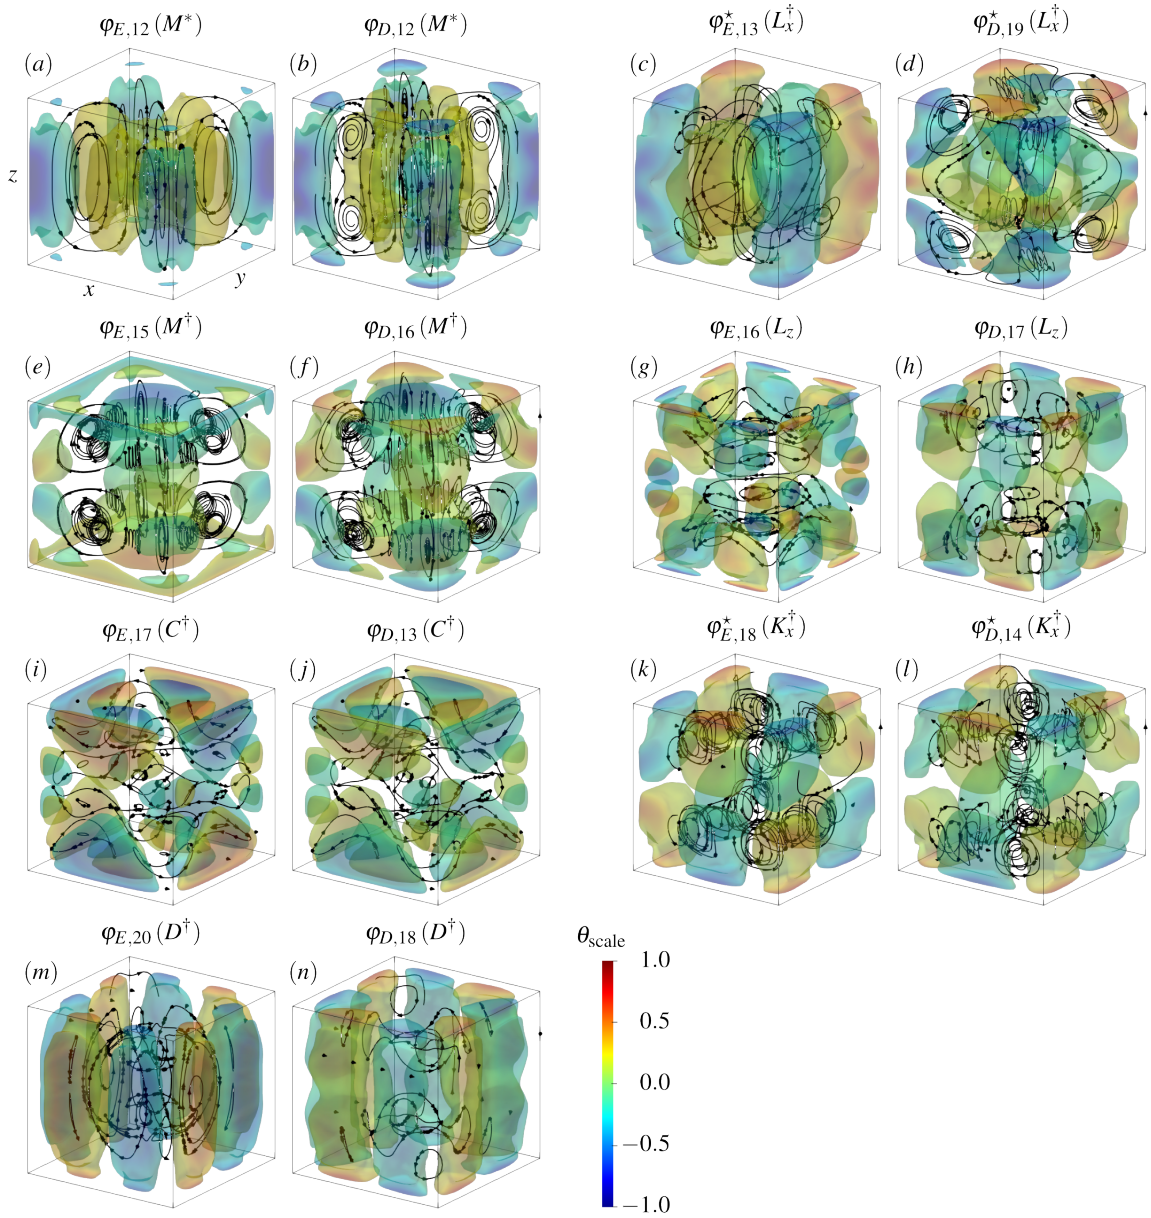 φ_{E,12} (M*) φ_{D,12} (M*) φ*_{E,13} (L_x^†) φ*_{D,19} (L_x^†)
(a) (b) (c) (d)
z
x y
φ_{E,15} (M^†) φ_{D,16} (M^†) φ_{E,16} (L_z) φ_{D,17} (L_z)
(e) (f) (g) (h)
φ_{E,17} (C^†) φ_{D,13} (C^†) φ*_{E,18} (K_x^†) φ*_{D,14} (K_x^†)
(i) (j) (k) (l)
φ_{E,20} (D^†) φ_{D,18} (D^†) θ_scale
(m) (n)
1.0
0.5
0.0
−0.5
−1.0